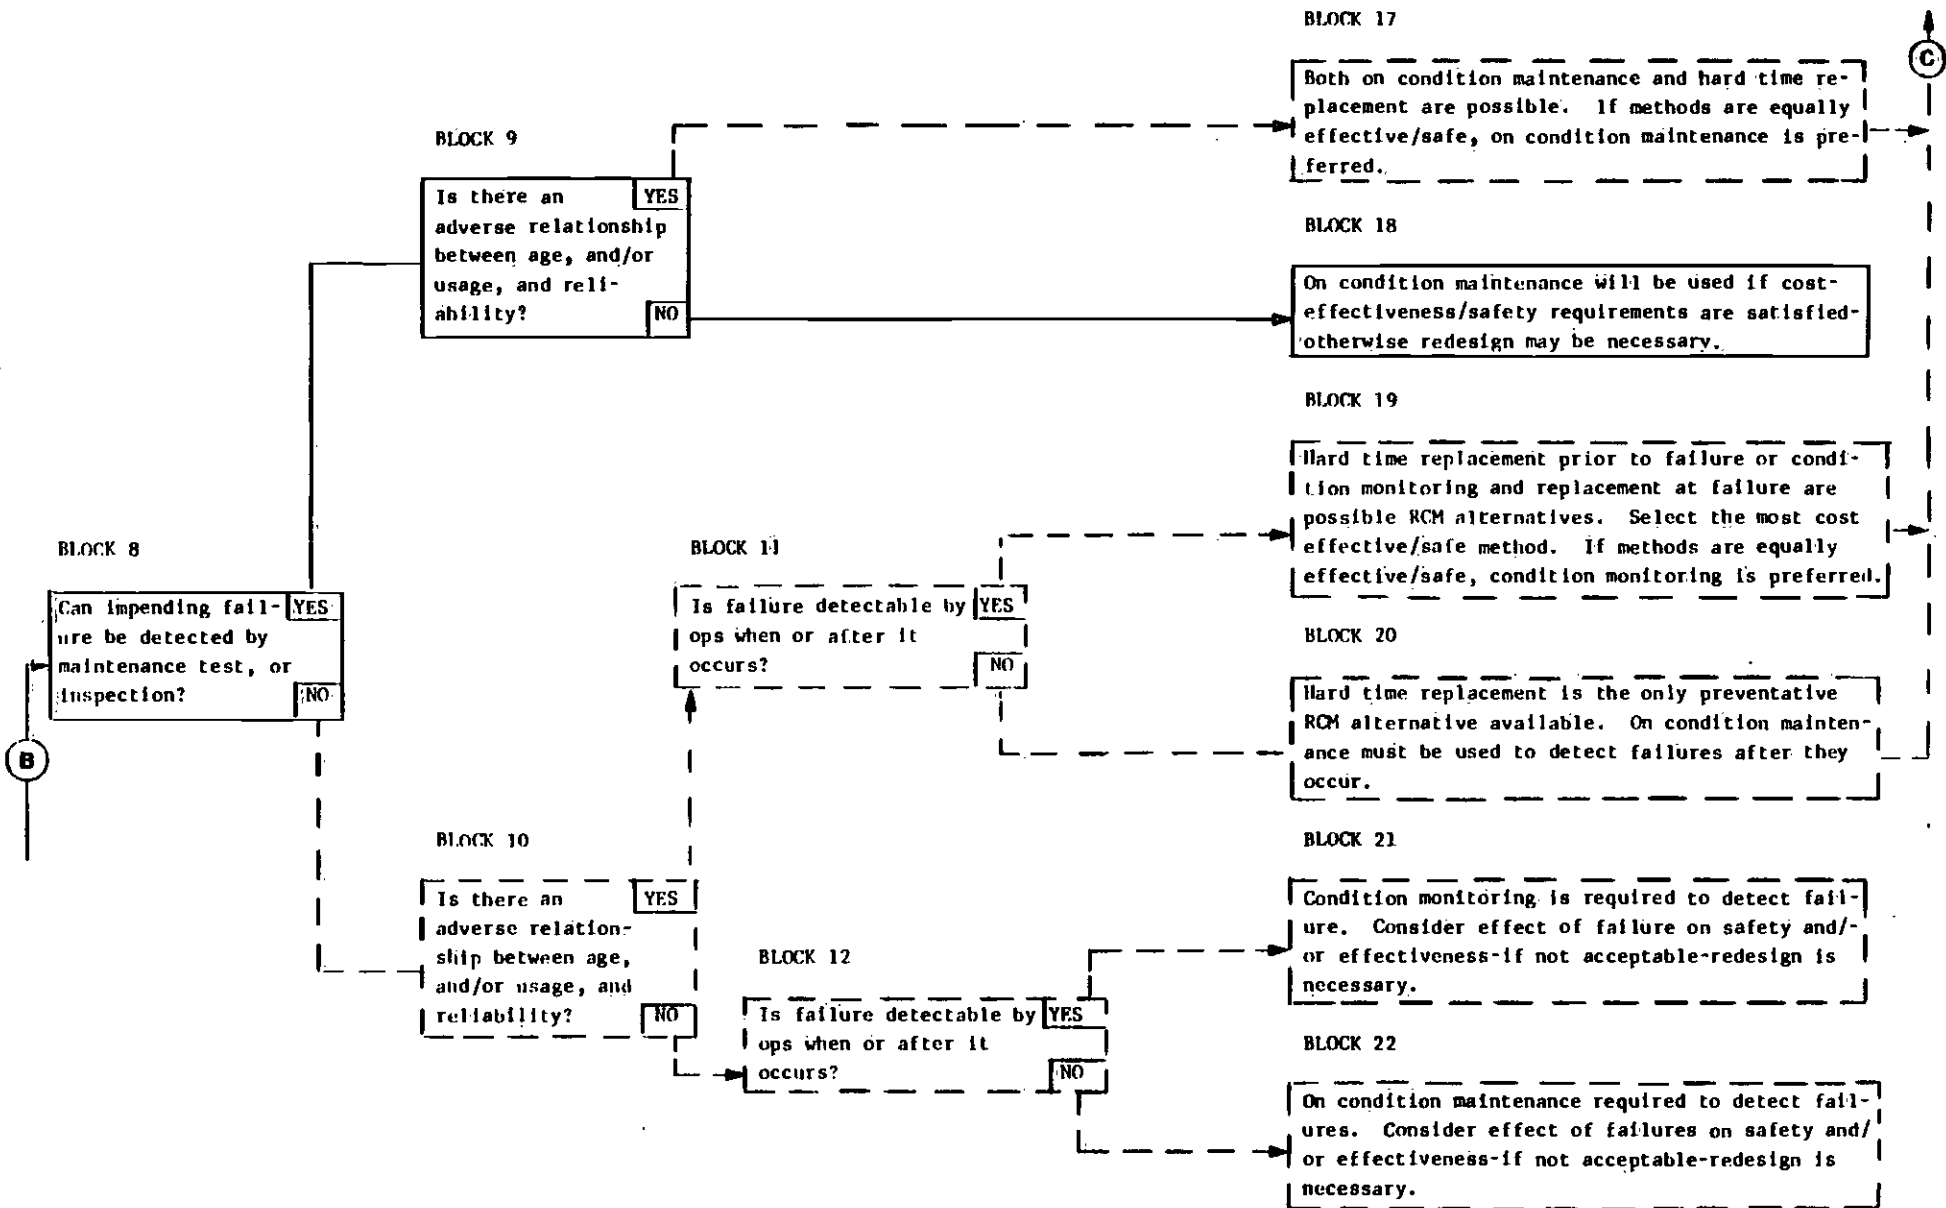 BLOCK 17
C
Both on condition maintenance and hard time re-
placement are possible. If methods are equally
effective/safe, on condition maintenance is pre-
ferred.
BLOCK 9
Is there an YES
adverse relationship
between age, and/or
usage, and reli-
ability? NO
BLOCK 18
On condition maintenance will be used if cost-
effectiveness/safety requirements are satisfied-
otherwise redesign may be necessary.
BLOCK 19
Hard time replacement prior to failure or condi-
tion monitoring and replacement at failure are
possible RCM alternatives. Select the most cost
effective/safe method. If methods are equally
effective/safe, condition monitoring is preferred.
BLOCK 8
Can impending fail- YES
ure be detected by
maintenance test, or
inspection? NO
B
BLOCK 11
Is failure detectable by YES
ops when or after it
occurs? NO
BLOCK 20
Hard time replacement is the only preventative
RCM alternative available. On condition mainten-
ance must be used to detect failures after they
occur.
BLOCK 10
Is there an YES
adverse relation-
ship between age,
and/or usage, and
reliability? NO
BLOCK 12
Is failure detectable by YES
ops when or after it
occurs? NO
BLOCK 21
Condition monitoring is required to detect fail-
ure. Consider effect of failure on safety and/-
or effectiveness-if not acceptable-redesign is
necessary.
BLOCK 22
On condition maintenance required to detect fail-
ures. Consider effect of failures on safety and/
or effectiveness-if not acceptable-redesign is
necessary.